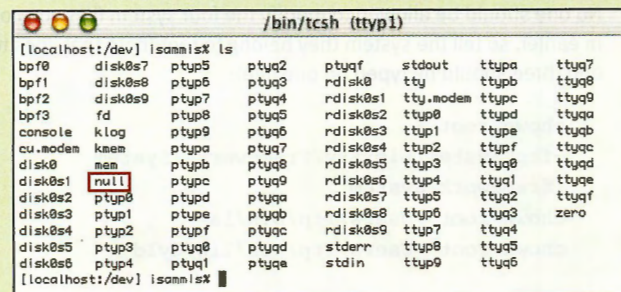 /bin/tcsh (ttyp1)
[localhost:/dev] isammis% ls
bpf0 disk0s7 ptyp5 ptyq2 ptyqf stdout ttypa ttyq7
bpf1 disk0s8 ptyp6 ptyq3 rdisk0 tty ttypb ttyq8
bpf2 disk0s9 ptyp7 ptyq4 rdisk0s1 tty.modem ttypc ttyq9
bpf3 fd ptyp8 ptyq5 rdisk0s2 ttyp0 ttypd ttyqa
console klog ptyp9 ptyq6 rdisk0s3 ttyp1 ttype ttyqb
cu.modem kmem ptypa ptyq7 rdisk0s4 ttyp2 ttypf ttyqc
disk0 mem ptypb ptyq8 rdisk0s5 ttyp3 ttyq0 ttyqd
disk0s1 null ptypc ptyq9 rdisk0s6 ttyp4 ttyq1 ttyqe
disk0s2 ptyp0 ptypd ptyqa rdisk0s7 ttyp5 ttyq2 ttyqf
disk0s3 ptyp1 ptype ptyqb rdisk0s8 ttyp6 ttyq3 zero
disk0s4 ptyp2 ptypf ptyqc rdisk0s9 ttyp7 ttyq4
disk0s5 ptyp3 ptyq0 ptyqd stderr ttyp8 ttyq5
disk0s6 ptyp4 ptyq1 ptyqe stdin ttyp9 ttyq6
[localhost:/dev] isammis%